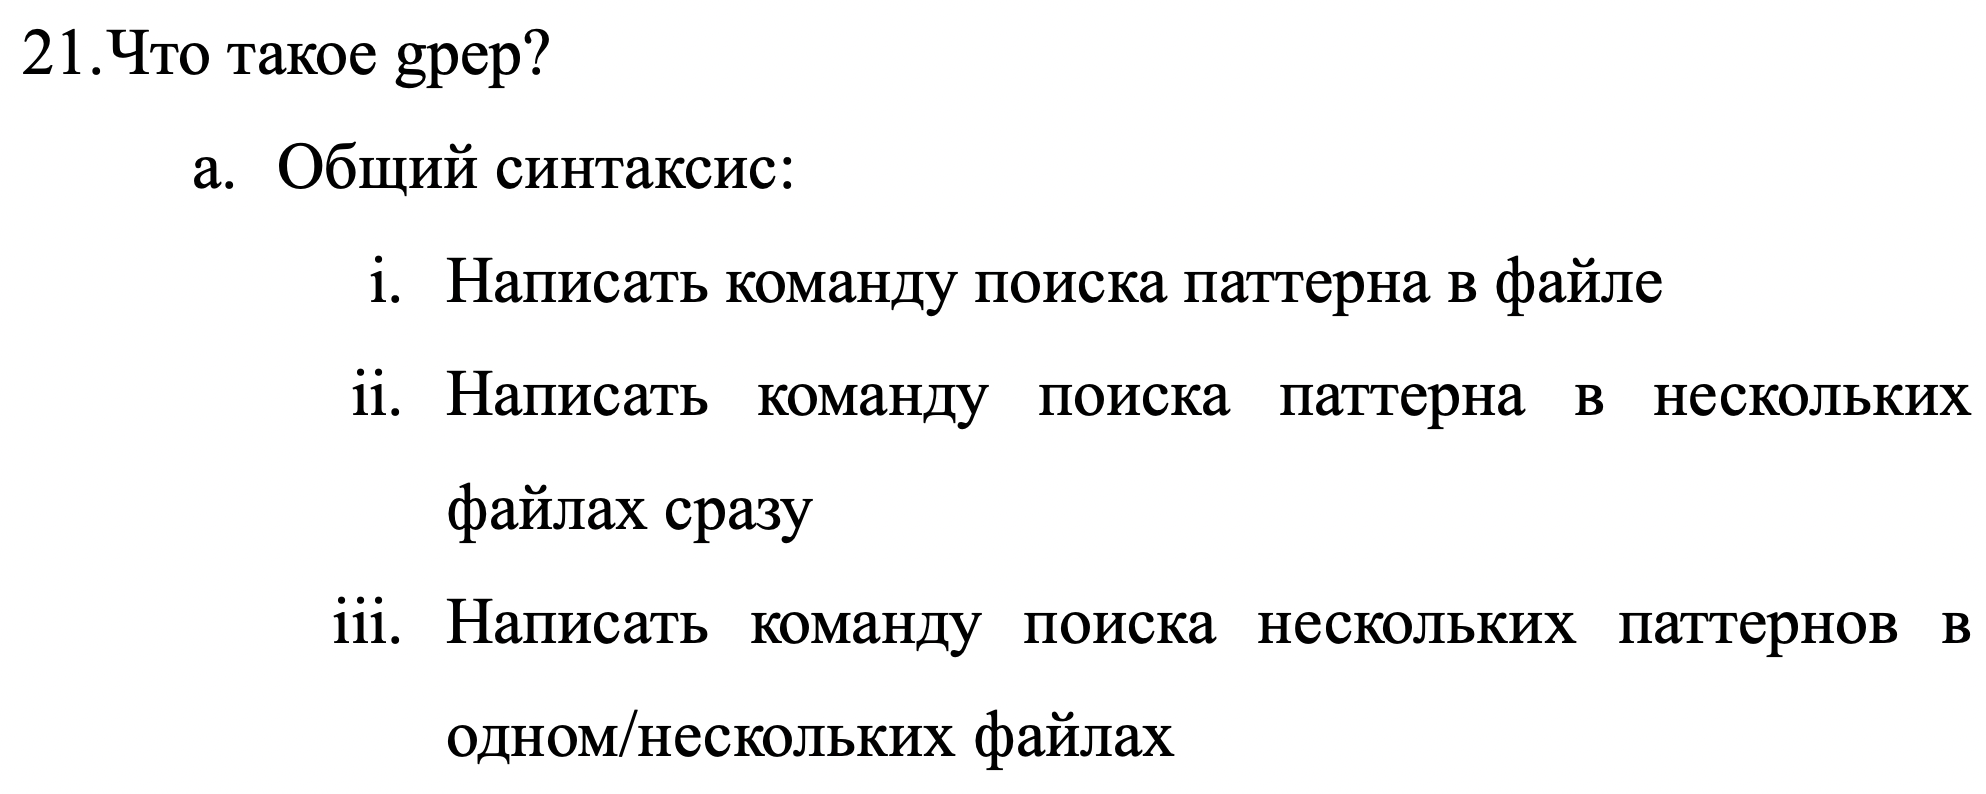 21.Что такое gpep?
a. Общий синтаксис:
i. Написать команду поиска паттерна в файле
ii. Написать команду поиска паттерна в нескольких
файлах сразу
iii. Написать команду поиска нескольких паттернов в
одном/нескольких файлах